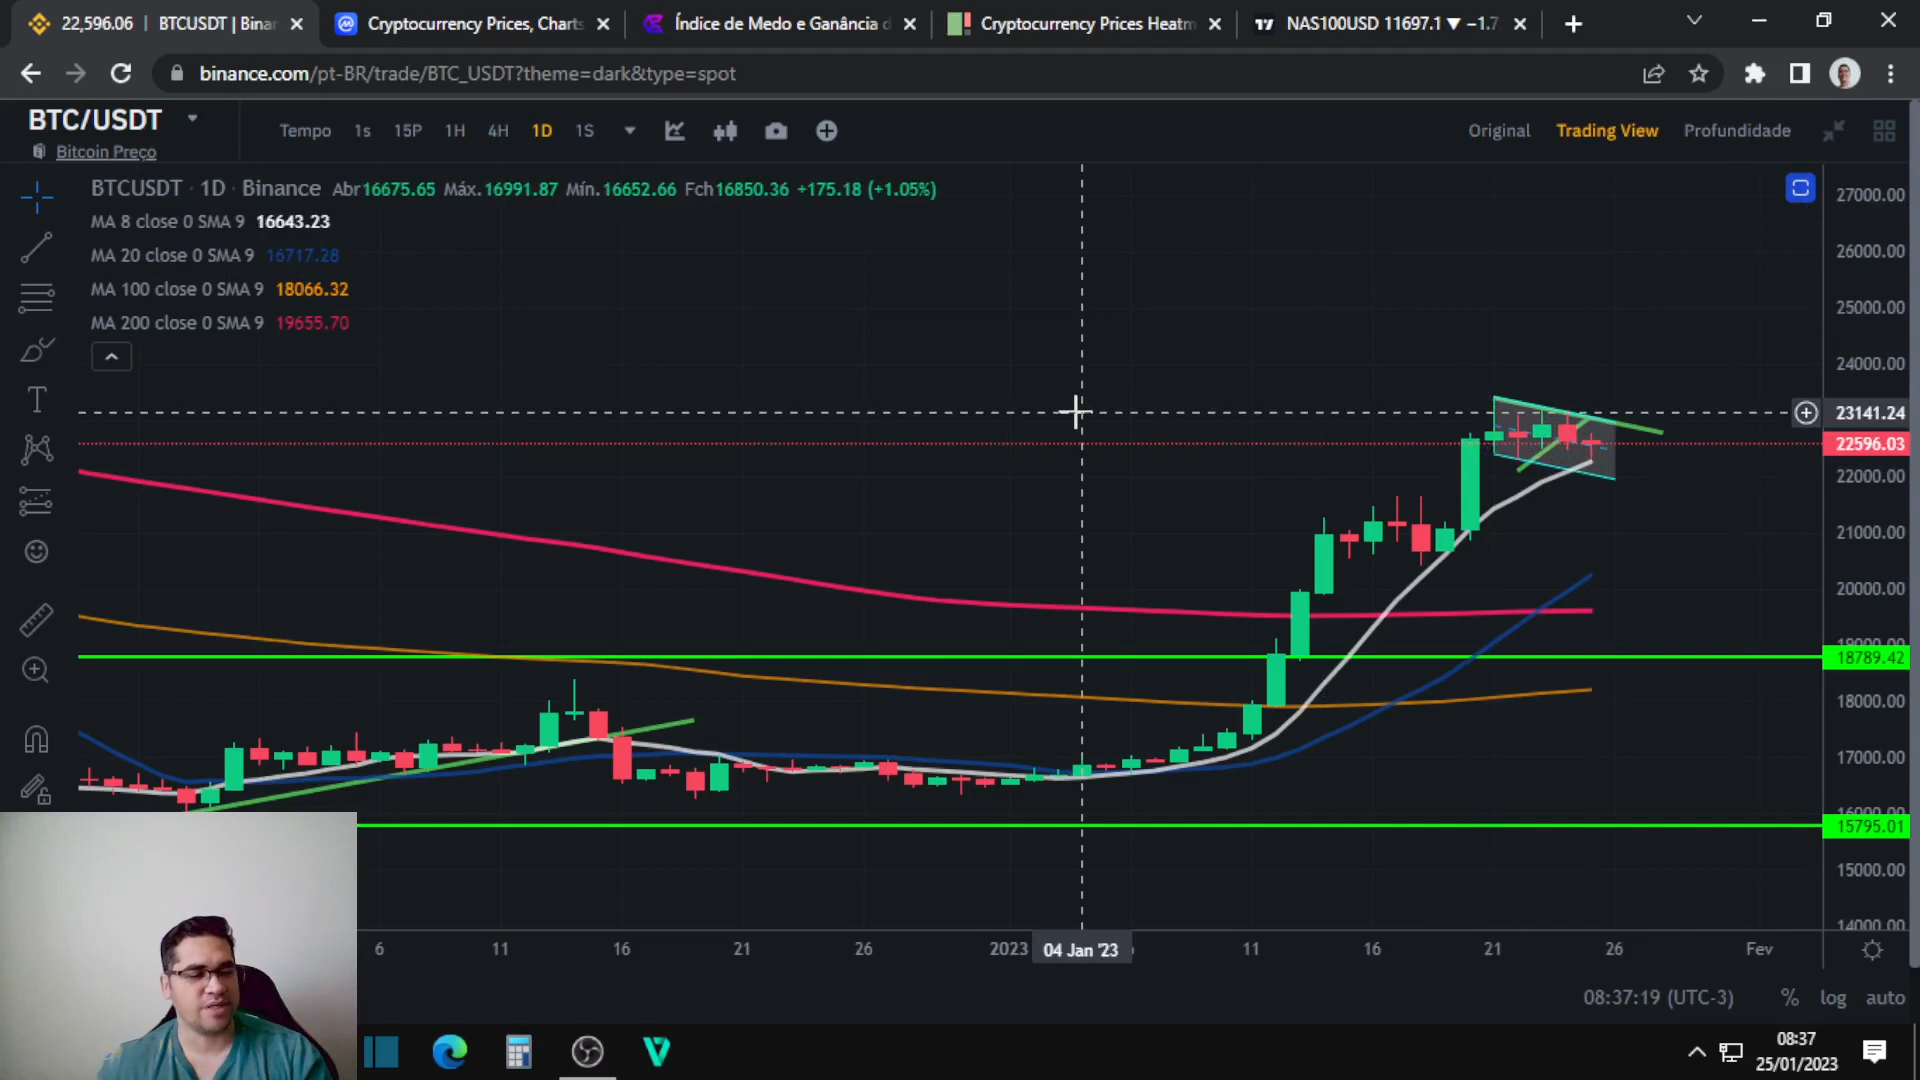 22,596.06 | BTCUSDT | Binan
Cryptocurrency Prices, Charts
Índice de Medo e Ganância d
Cryptocurrency Prices Heatm
NAS100USD 11697.1 ▼ −1.7
binance.com/pt-BR/trade/BTC_USDT?theme=dark&type=spot
BTC/USDT
Bitcoin Preço
Tempo 1s 15P 1H 4H 1D 1S
Original Trading View Profundidade
BTCUSDT · 1D · Binance Abr16675.65 Máx.16991.87 Mín.16652.66 Fch16850.36 +175.18 (+1.05%)
MA 8 close 0 SMA 9 16643.23
MA 20 close 0 SMA 9 16717.28
MA 100 close 0 SMA 9 18066.32
MA 200 close 0 SMA 9 19655.70
27000.00
26000.00
25000.00
24000.00
23141.24
22596.03
22000.00
21000.00
20000.00
19000.00
18789.42
18000.00
17000.00
16000.00
15795.01
15000.00
14000.00
6 11 16 21 26 2023 04 Jan '23 11 16 21 26 Fev
08:37:19 (UTC-3) % log auto
08:37
25/01/2023